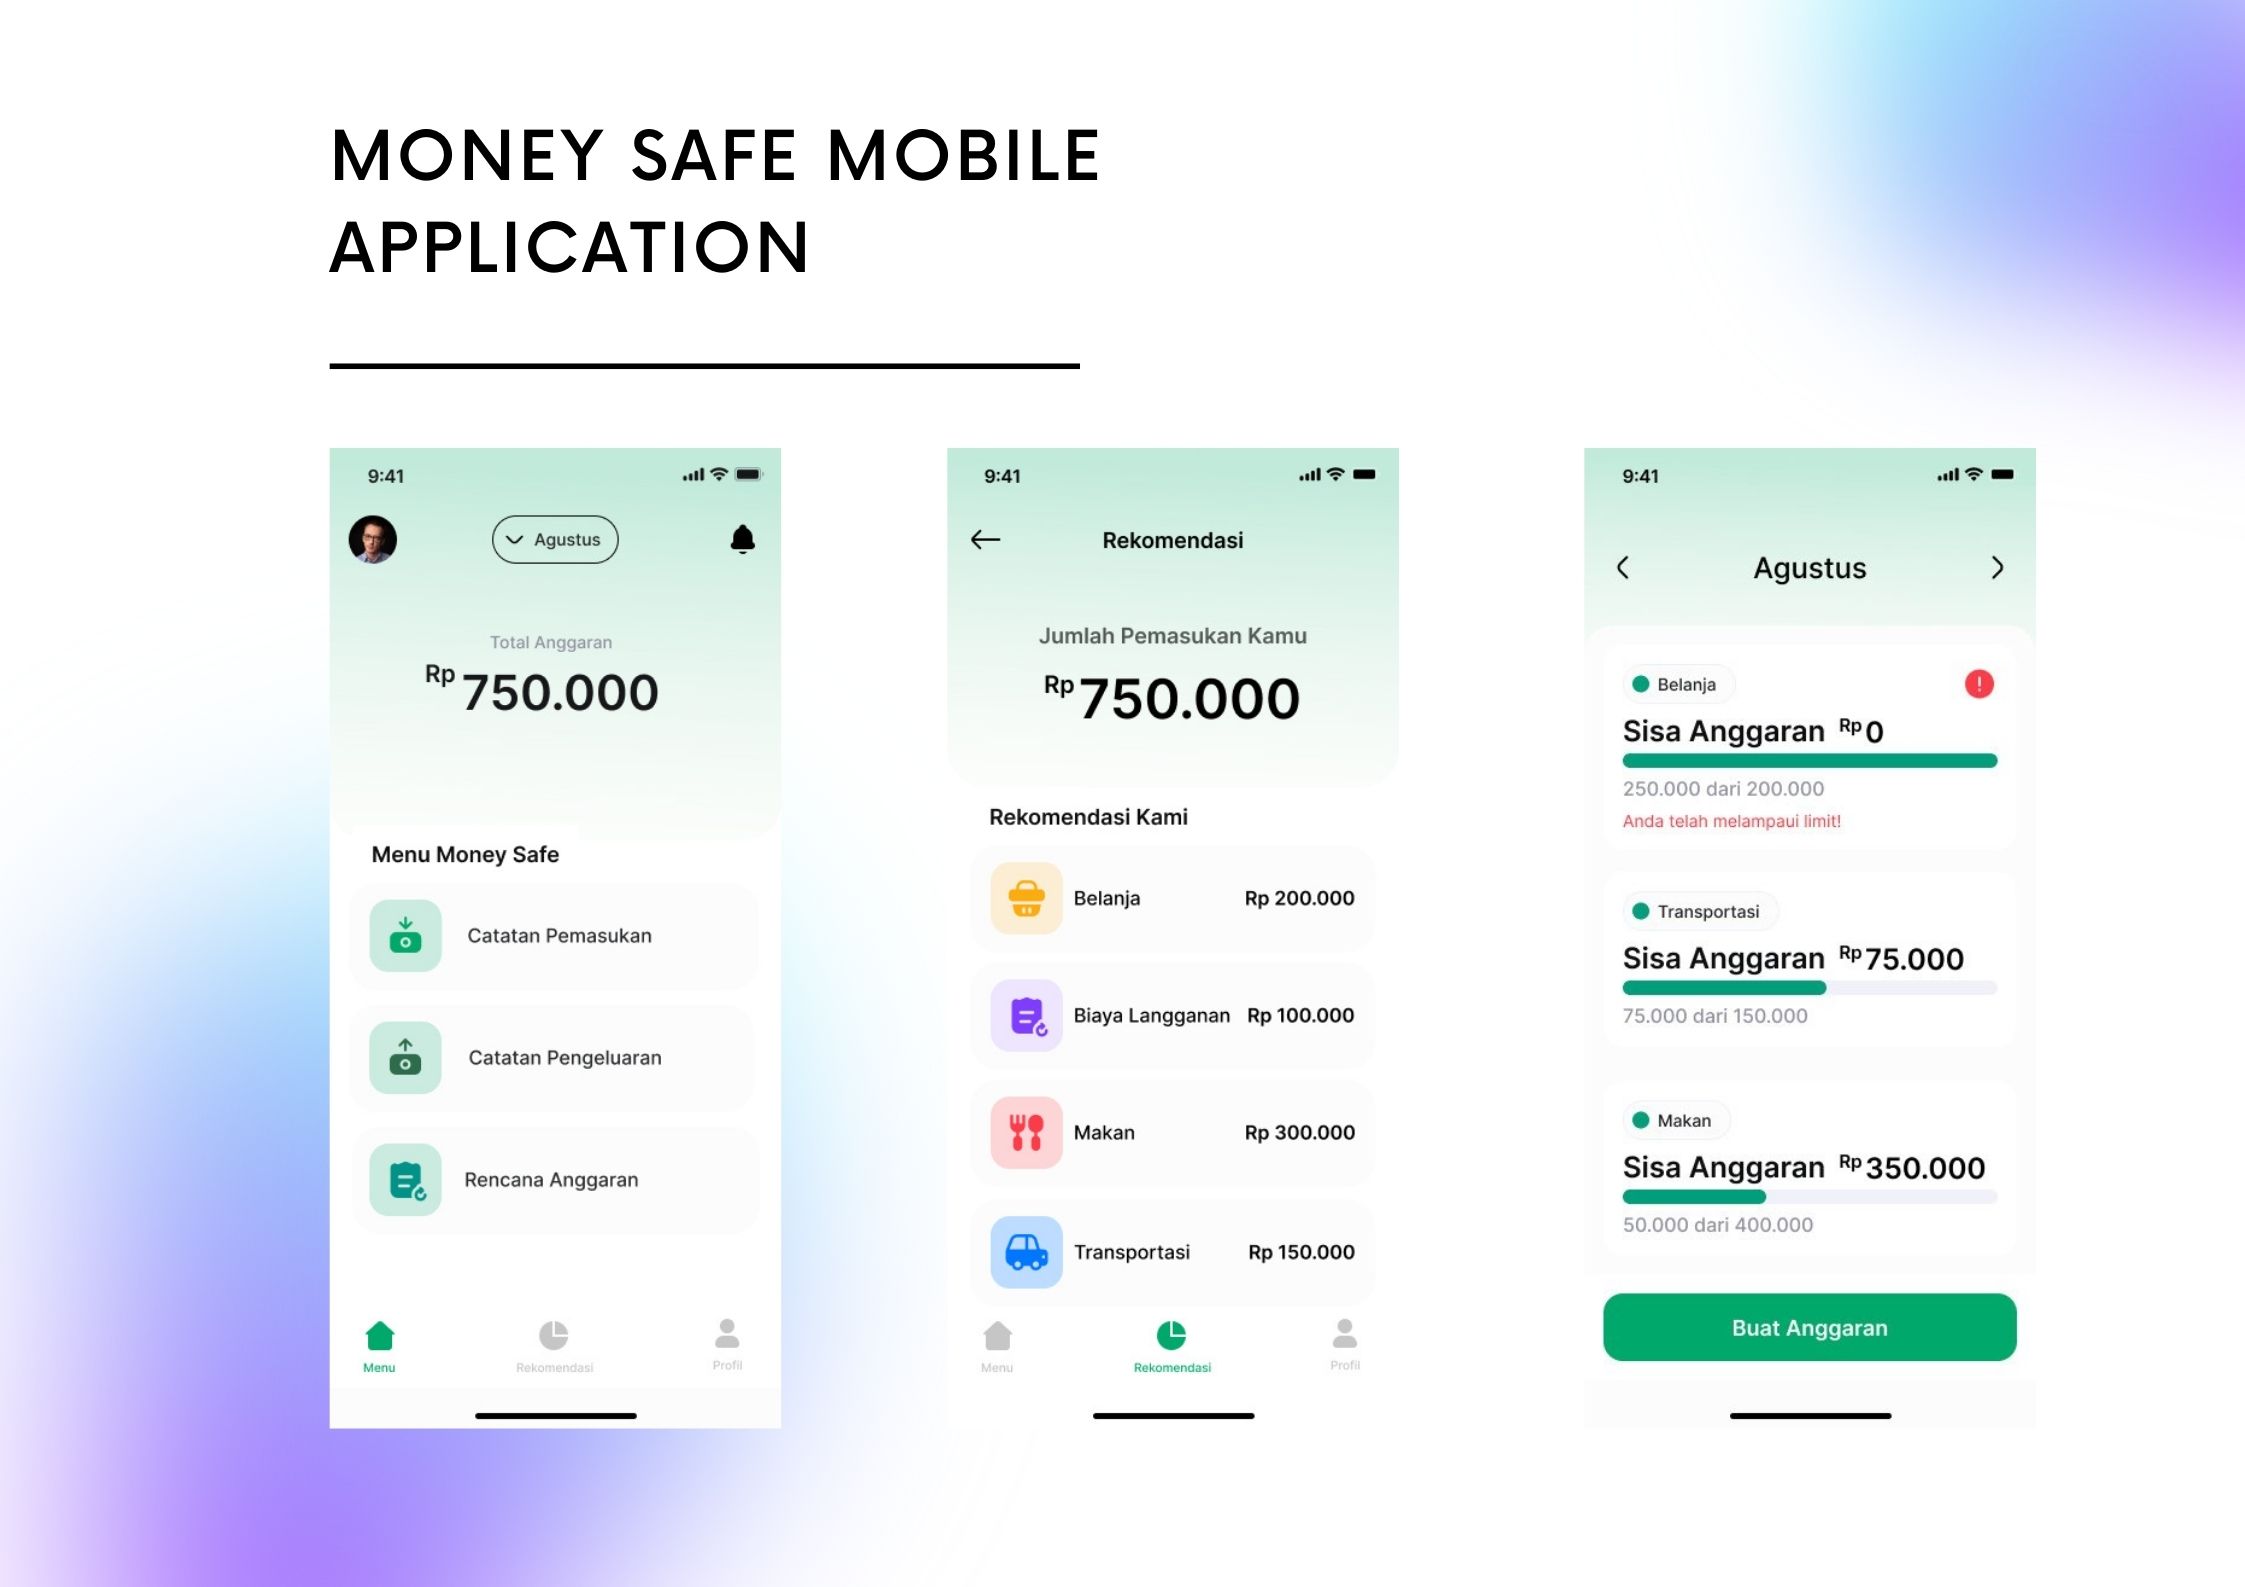 MONEY SAFE MOBILE
APPLICATION
9:41
Agustus
Total Anggaran
Rp 750.000
Menu Money Safe
Catatan Pemasukan
Catatan Pengeluaran
Rencana Anggaran
Menu
Rekomendasi
Profil
9:41
Rekomendasi
Jumlah Pemasukan Kamu
Rp 750.000
Rekomendasi Kami
Belanja Rp 200.000
Biaya Langganan Rp 100.000
Makan Rp 300.000
Transportasi Rp 150.000
Menu
Rekomendasi
Profil
9:41
Agustus
Belanja
Sisa Anggaran Rp 0
250.000 dari 200.000
Anda telah melampaui limit!
Transportasi
Sisa Anggaran Rp 75.000
75.000 dari 150.000
Makan
Sisa Anggaran Rp 350.000
50.000 dari 400.000
Buat Anggaran